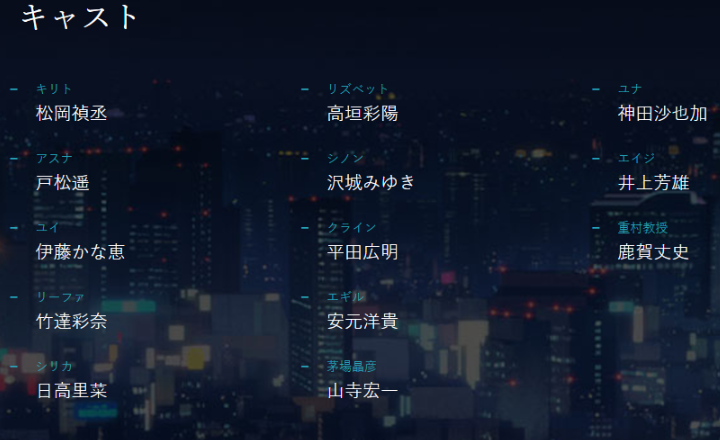 キャスト
キリト
松岡禎丞
アスナ
戸松遥
ユイ
伊藤かな恵
リーファ
竹達彩奈
シリカ
日高里菜
リズベット
高垣彩陽
シノン
沢城みゆき
クライン
平田広明
エギル
安元洋貴
茅場晶彦
山寺宏一
ユナ
神田沙也加
エイジ
井上芳雄
重村教授
鹿賀丈史